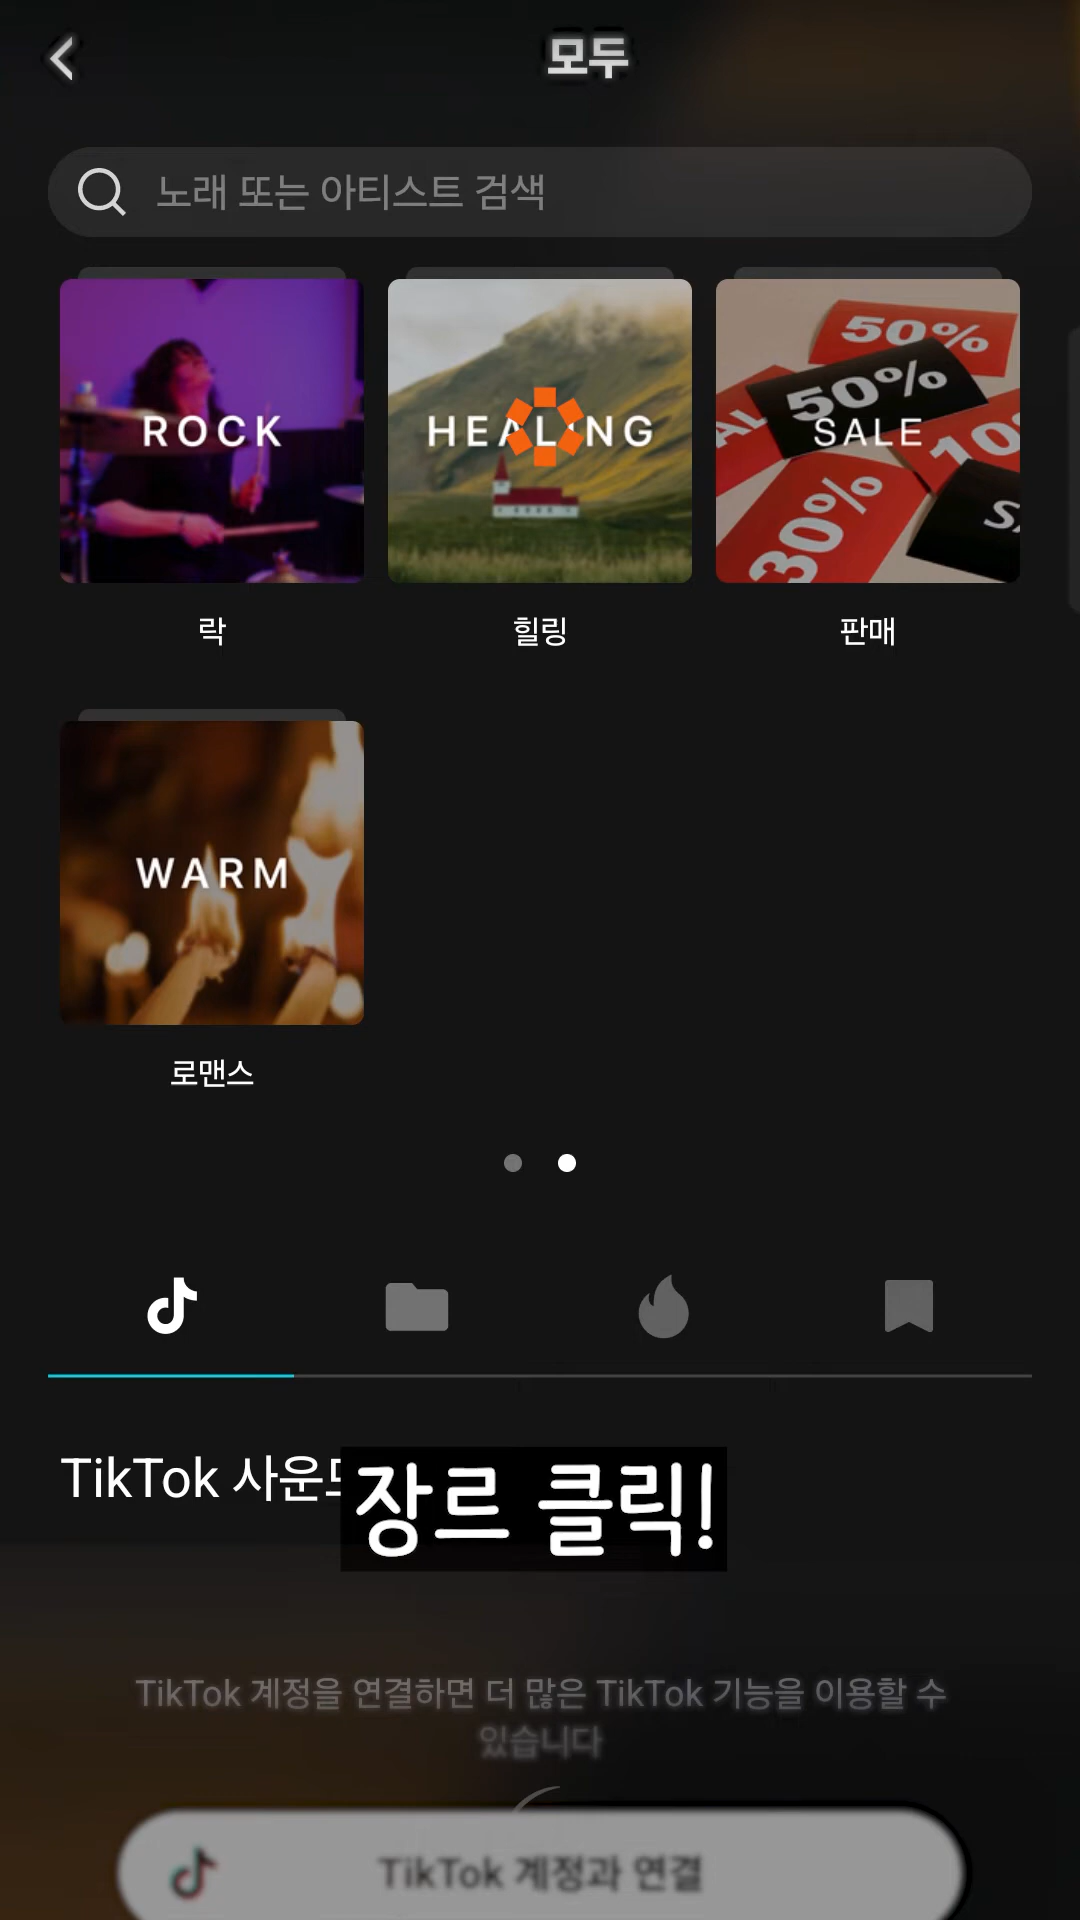 모두
노래 또는 아티스트 검색
ROCK
HEALING
50%
50%
SALE
30%
락
힐링
판매
WARM
로맨스
TikTok 사운드
장르 클릭!
TikTok 계정을 연결하면 더 많은 TikTok 기능을 이용할 수
있습니다
TikTok 계정과 연결